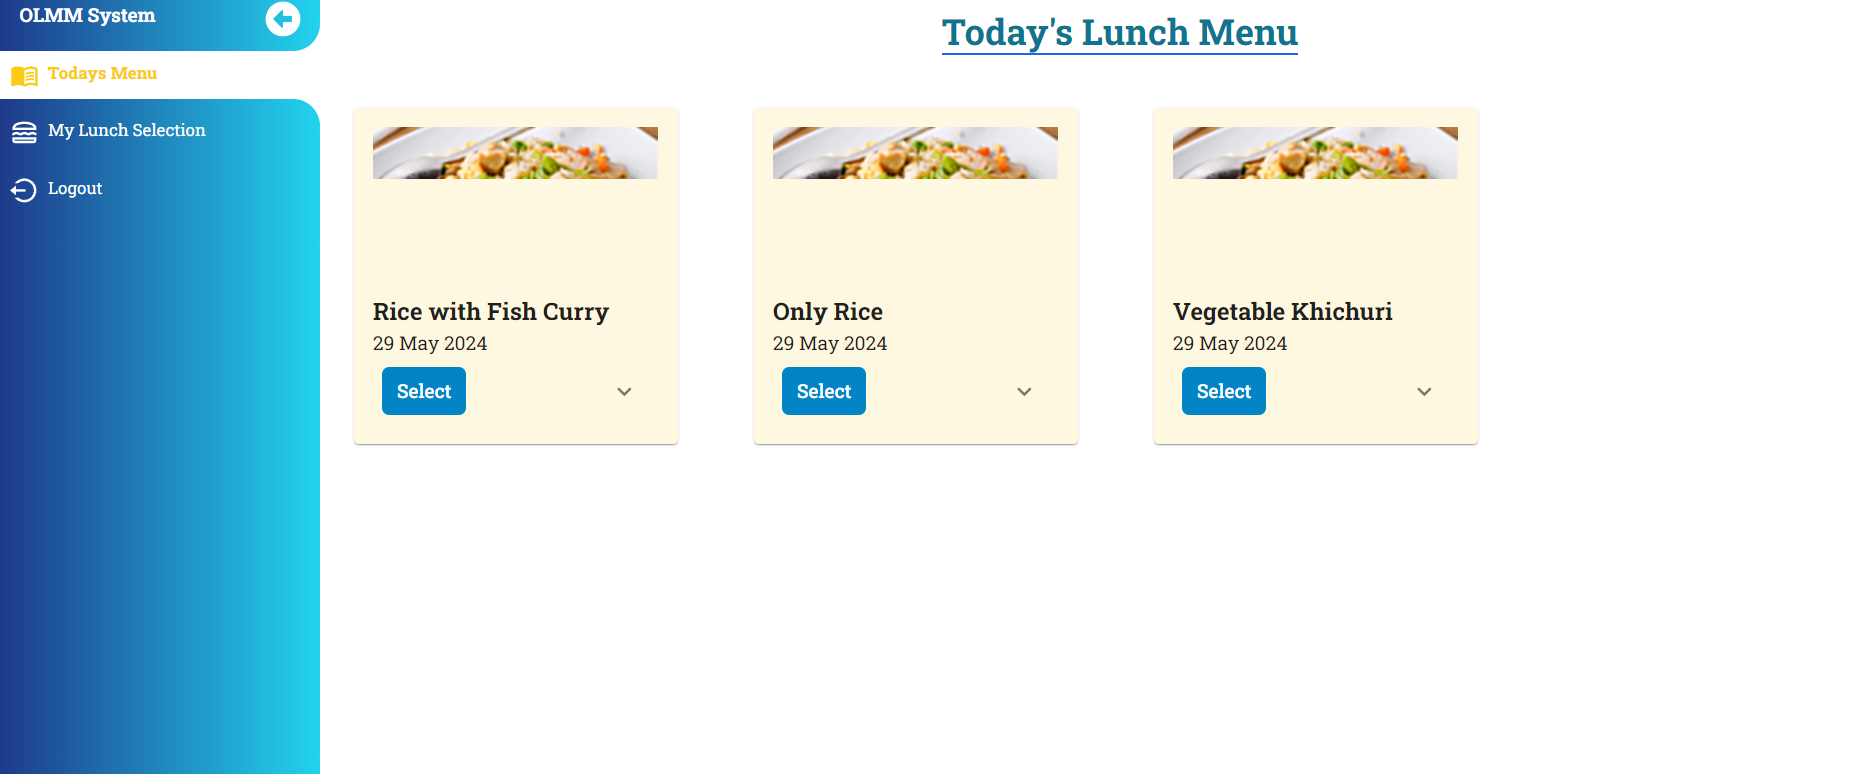 OLMM System
Todays Menu
My Lunch Selection
Logout
Today's Lunch Menu
Rice with Fish Curry
29 May 2024
Select
Only Rice
29 May 2024
Select
Vegetable Khichuri
29 May 2024
Select